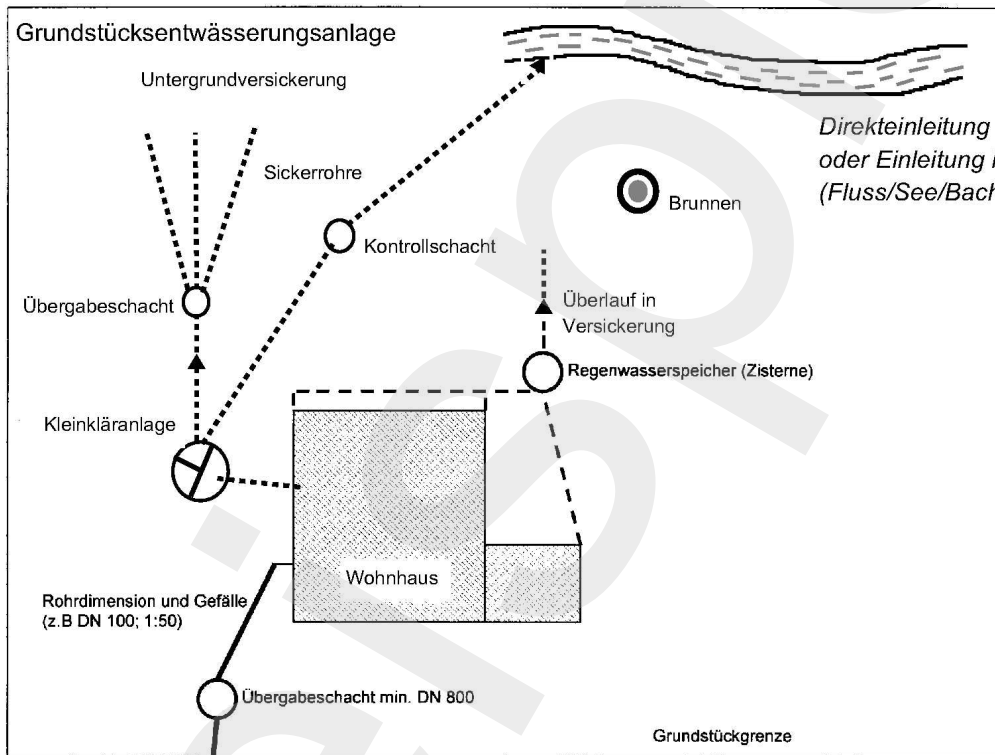 Grundstücksentwässerungsanlage
Untergrundversickerung
Direkteinleitung
oder Einleitung
(Fluss/See/Bach
Sickerrohre
Brunnen
Kontrollschacht
Übergabeschacht
Überlauf in
Versickerung
Regenwasserspeicher (Zisterne)
Kleinkläranlage
Wohnhaus
Rohrdimension und Gefälle
(z.B DN 100; 1:50)
Übergabeschacht min. DN 800
Grundstückgrenze